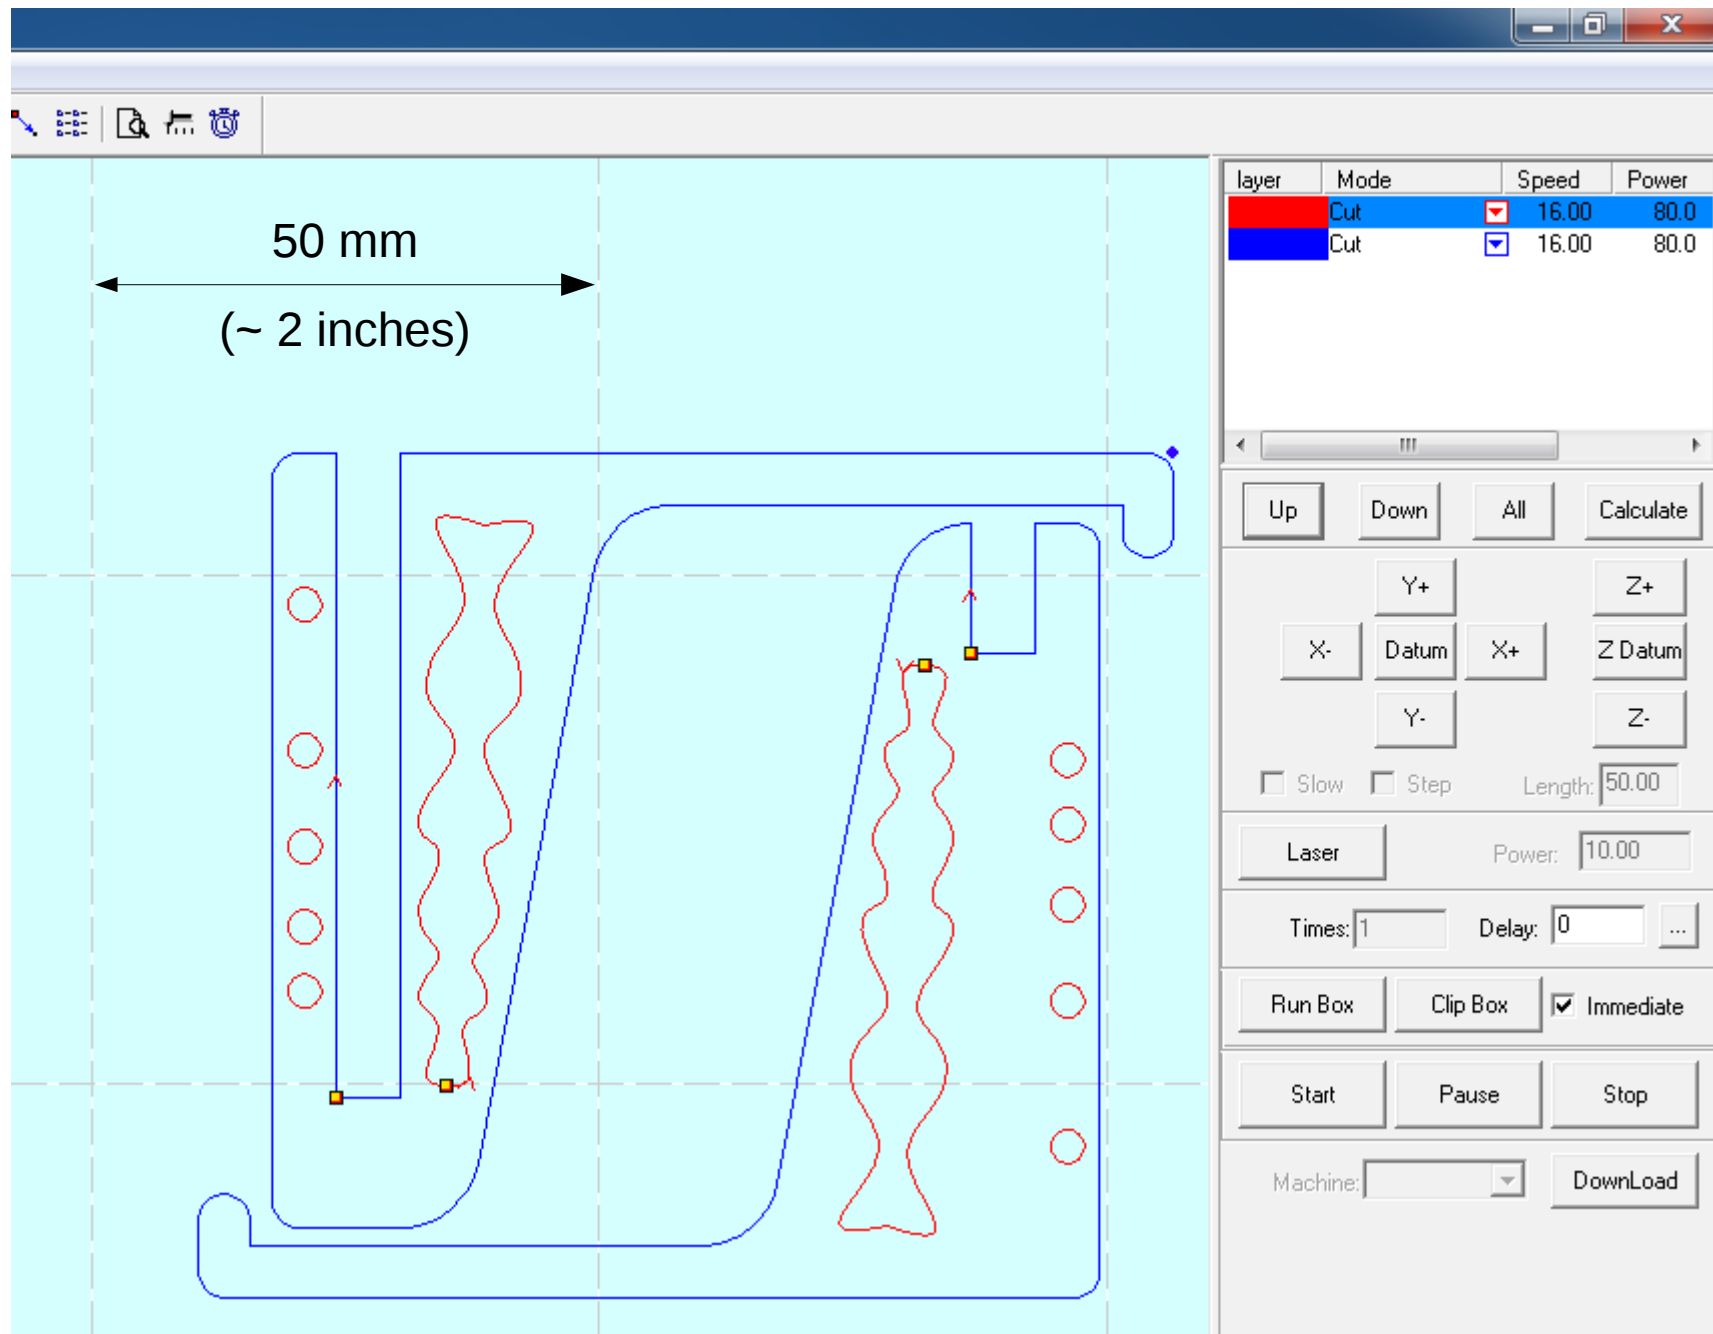 50 mm
(~ 2 inches)
layer Mode Speed Power
Cut 16.00 80.0
Cut 16.00 80.0
Up Down All Calculate
Y+ Z+
X- Datum X+ Z Datum
Y- Z-
Slow Step Length: 50.00
Laser Power: 10.00
Times: 1 Delay: 0 ...
Run Box Clip Box Immediate
Start Pause Stop
Machine: DownLoad